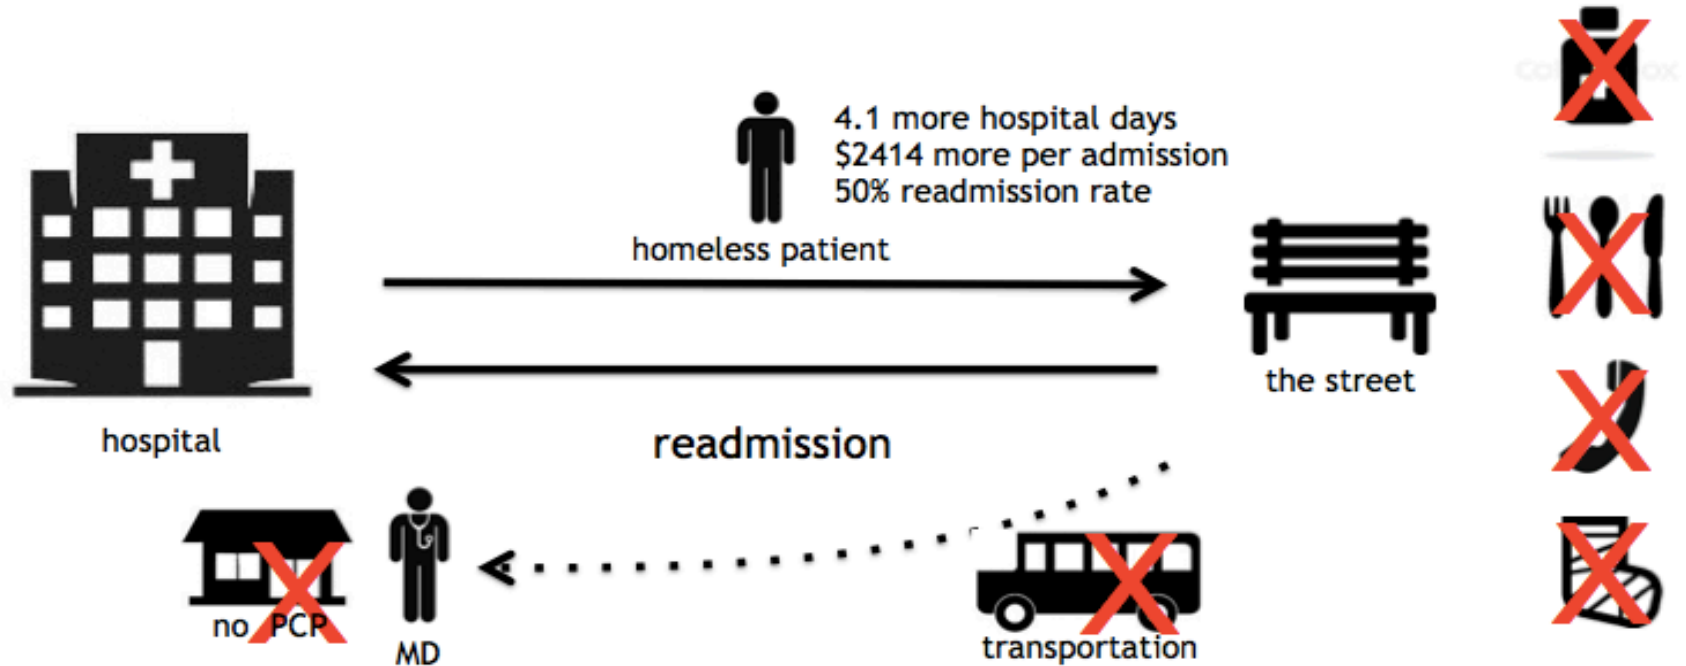 4.1 more hospital days
$2414 more per admission
50% readmission rate
homeless patient
the street
hospital
readmission
no PCP
MD
transportation